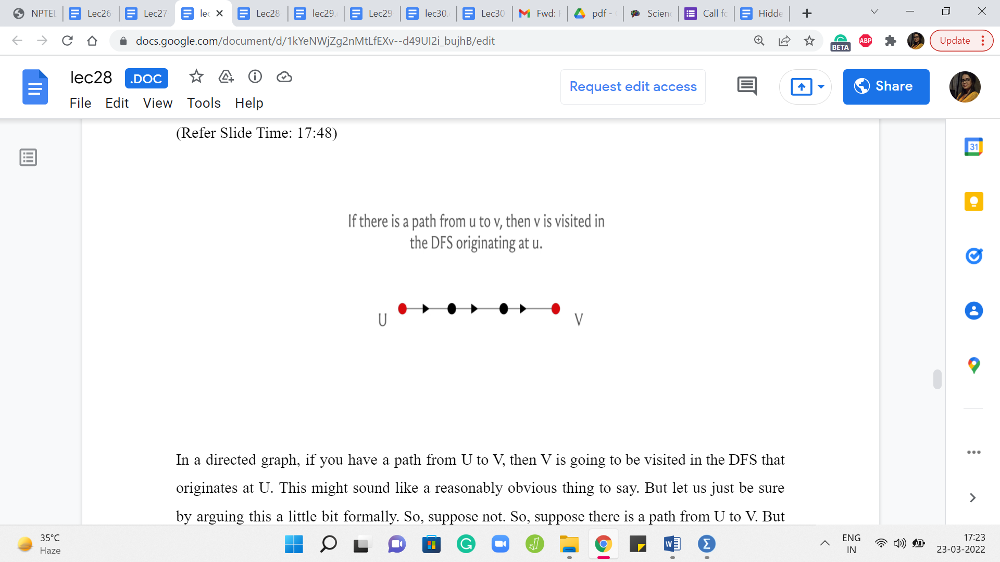 NPTEL
Lec26
Lec27
lec
Lec28
lec29.
Lec29
lec30.
Lec30
Fwd: F
pdf -
Scienc
Call fo
Hidde
docs.google.com/document/d/1kYeNWjZg2nMtLfEXv--d49UI2i_bujhB/edit
BETA
ABP
Update
lec28
.DOC
File Edit View Tools Help
Request edit access
Share
31
(Refer Slide Time: 17:48)
If there is a path from u to v, then v is visited in
the DFS originating at u.
U
V
In a directed graph, if you have a path from U to V, then V is going to be visited in the DFS that
originates at U. This might sound like a reasonably obvious thing to say. But let us just be sure
by arguing this a little bit formally. So, suppose not. So, suppose there is a path from U to V. But
35°C
Haze
ENG
IN
17:23
23-03-2022